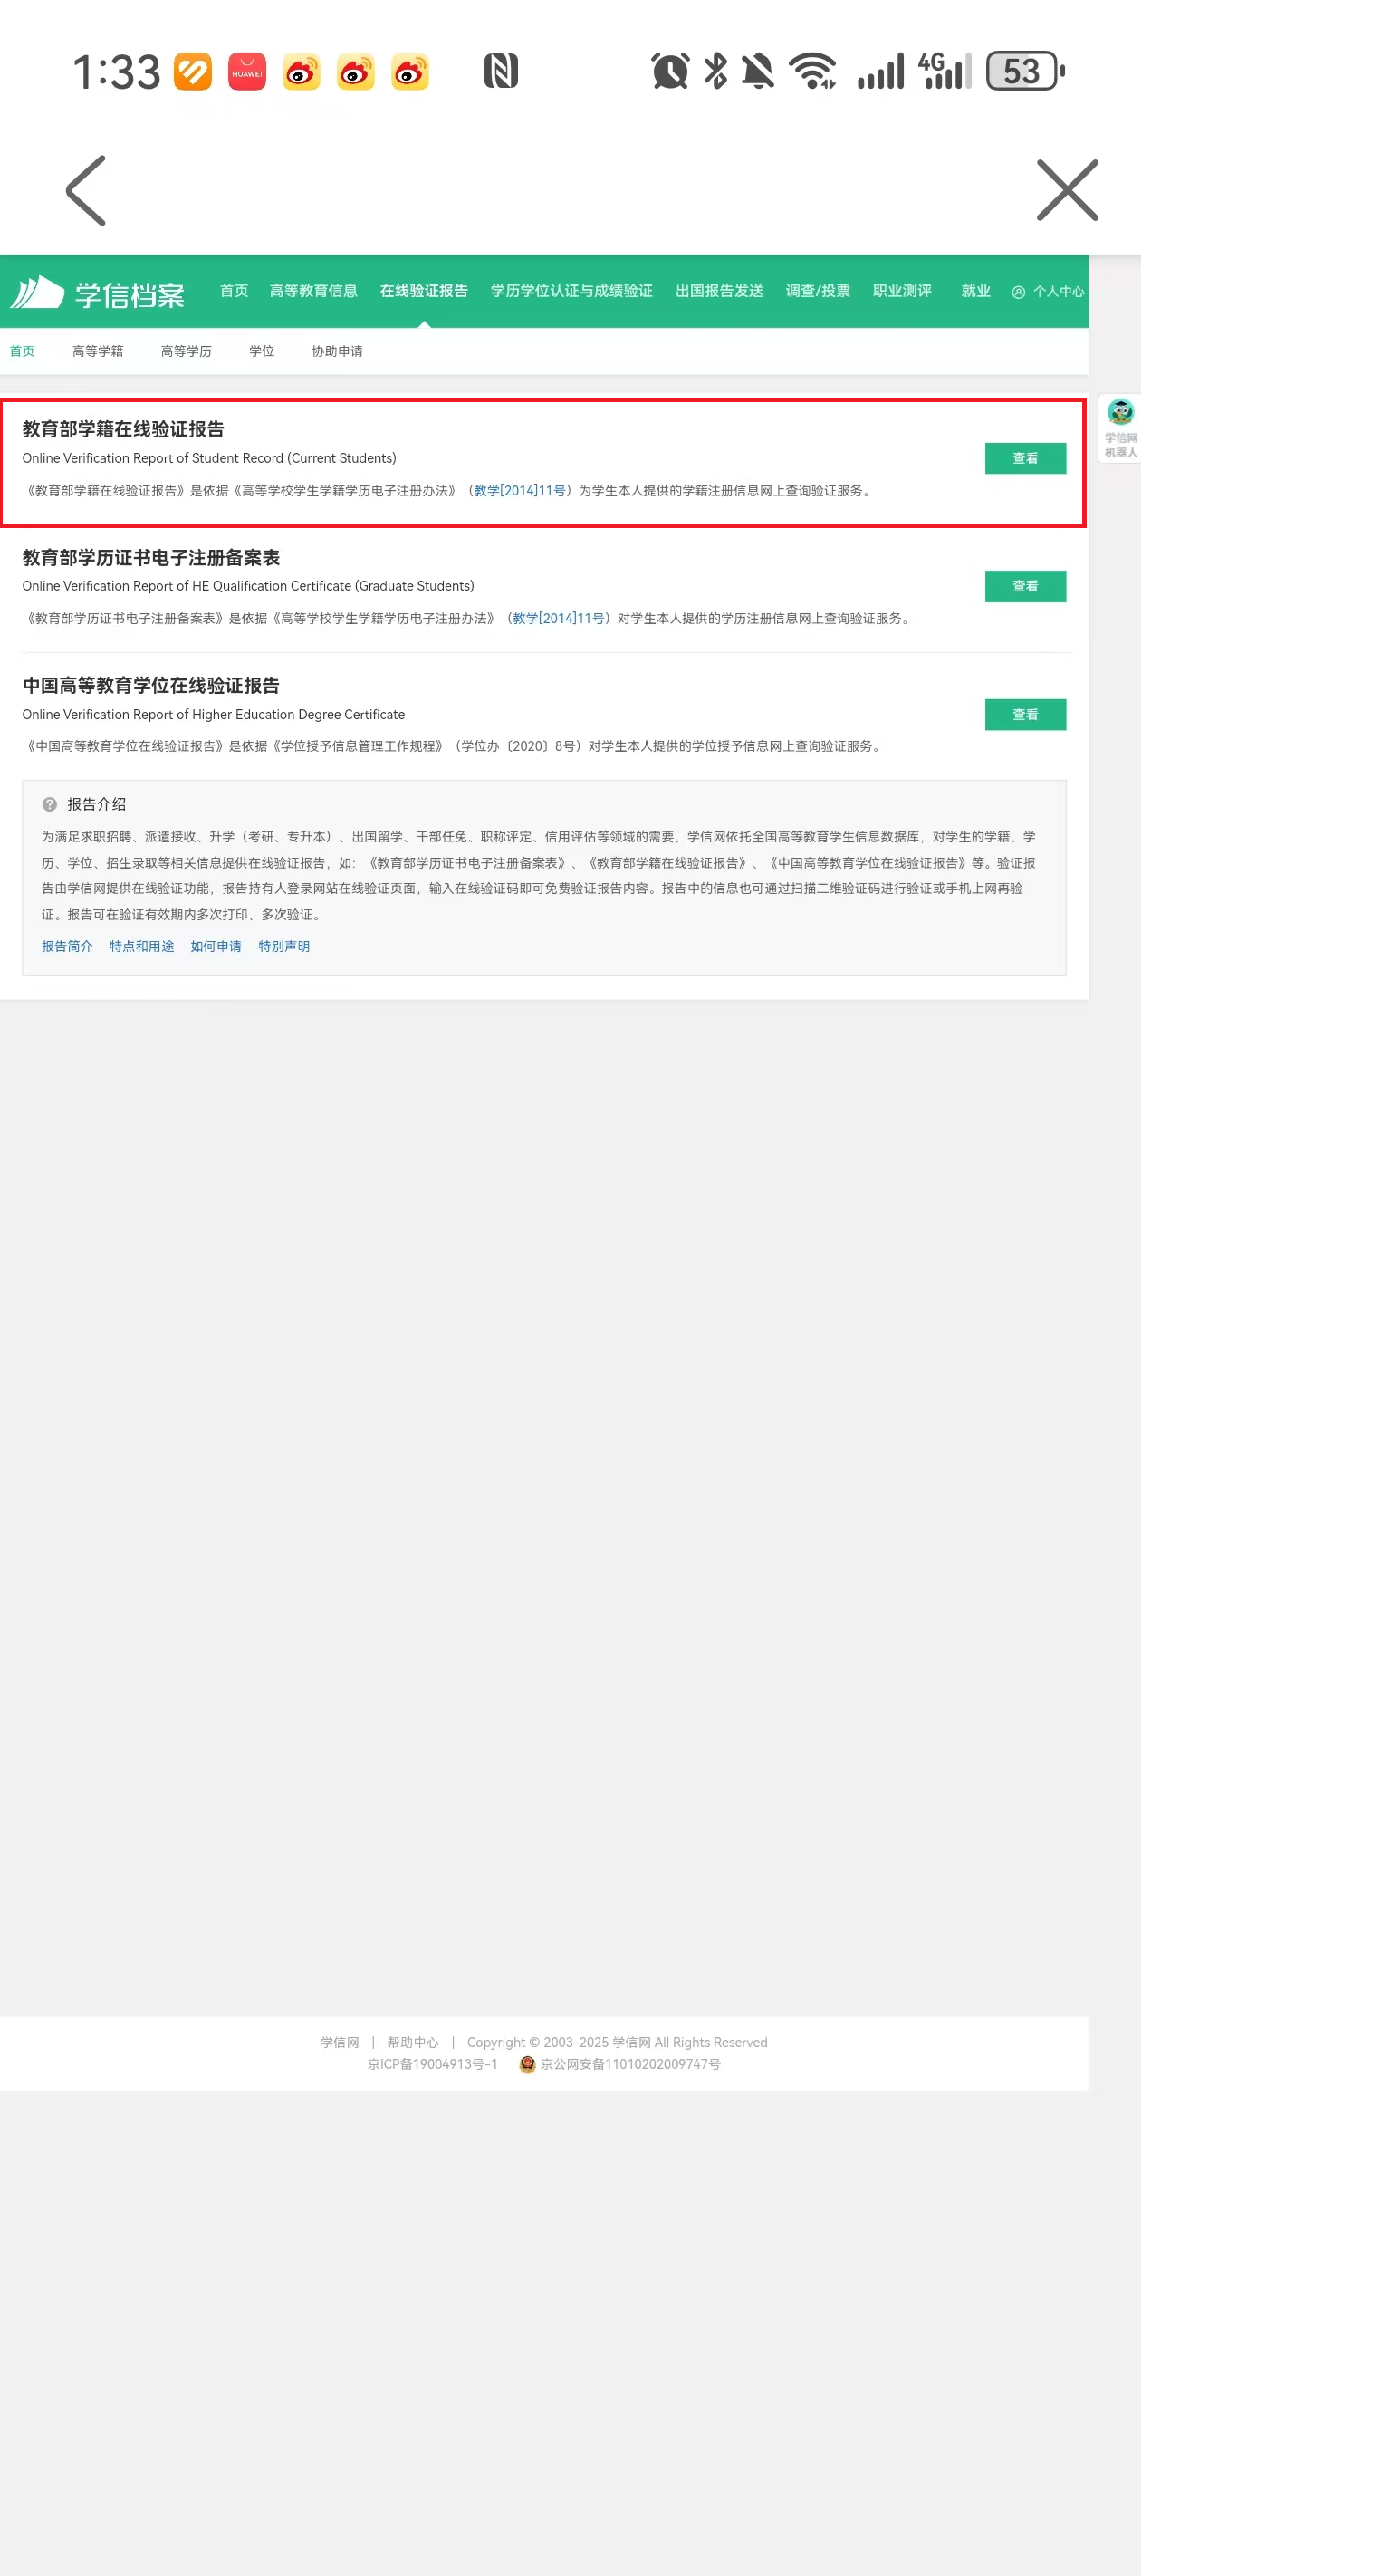 1:33
HUAWEI
4G
53
学信档案 首页 高等教育信息 在线验证报告 学历学位认证与成绩验证 出国报告发送 调查/投票 职业测评 就业 个人中心
首页 高等学籍 高等学历 学位 协助申请
学信网
机器人
教育部学籍在线验证报告
Online Verification Report of Student Record (Current Students)
查看
《教育部学籍在线验证报告》是依据《高等学校学生学籍学历电子注册办法》（教学[2014]11号）为学生本人提供的学籍注册信息网上查询验证服务。
教育部学历证书电子注册备案表
Online Verification Report of HE Qualification Certificate (Graduate Students)
查看
《教育部学历证书电子注册备案表》是依据《高等学校学生学籍学历电子注册办法》（教学[2014]11号）对学生本人提供的学历注册信息网上查询验证服务。
中国高等教育学位在线验证报告
Online Verification Report of Higher Education Degree Certificate
查看
《中国高等教育学位在线验证报告》是依据《学位授予信息管理工作规程》（学位办〔2020〕8号）对学生本人提供的学位授予信息网上查询验证服务。
? 报告介绍
为满足求职招聘、派遣接收、升学（考研、专升本）、出国留学、干部任免、职称评定、信用评估等领域的需要，学信网依托全国高等教育学生信息数据库，对学生的学籍、学
历、学位、招生录取等相关信息提供在线验证报告，如：《教育部学历证书电子注册备案表》、《教育部学籍在线验证报告》、《中国高等教育学位在线验证报告》等。验证报
告由学信网提供在线验证功能，报告持有人登录网站在线验证页面，输入在线验证码即可免费验证报告内容。报告中的信息也可通过扫描二维验证码进行验证或手机上网再验
证。报告可在验证有效期内多次打印、多次验证。
报告简介 特点和用途 如何申请 特别声明
学信网 | 帮助中心 | Copyright © 2003-2025 学信网 All Rights Reserved
京ICP备19004913号-1 京公网安备11010202009747号